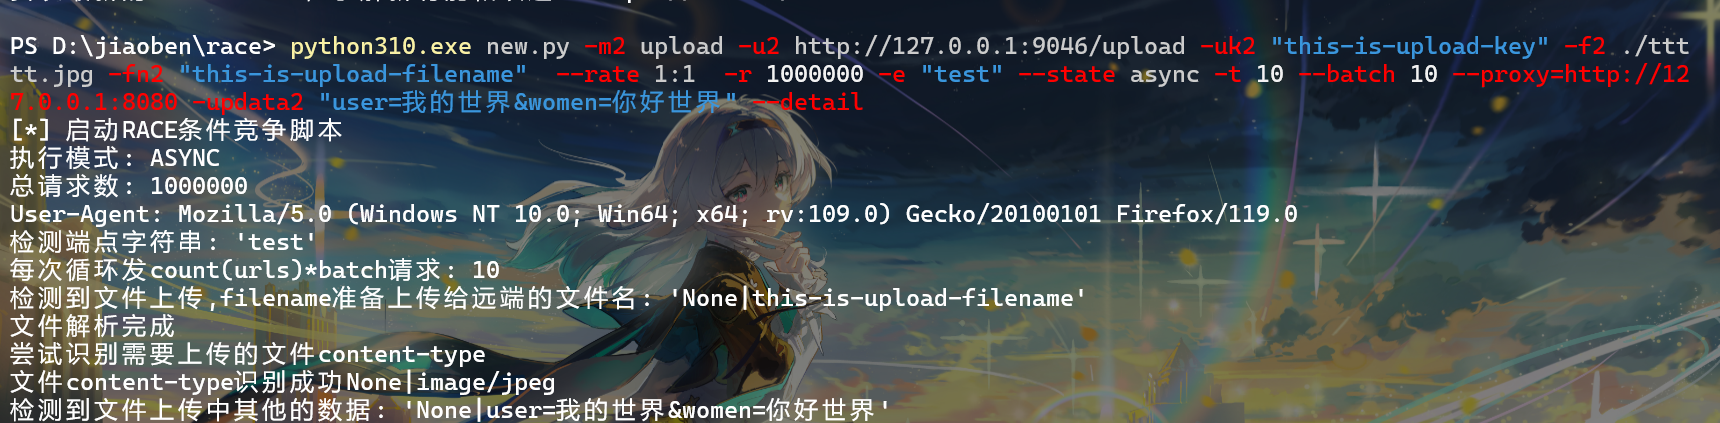 PS D:\jiaoben\race> python310.exe new.py -m2 upload -u2 http://127.0.0.1:9046/upload -uk2 "this-is-upload-key" -f2 ./ttt
tt.jpg -fn2 "this-is-upload-filename"  --rate 1:1  -r 1000000 -e "test" --state async -t 10 --batch 10 --proxy=http://12
7.0.0.1:8080 -updata2 "user=我的世界&women=你好世界" --detail
[*] 启动RACE条件竞争脚本
执行模式: ASYNC
总请求数: 1000000
User-Agent: Mozilla/5.0 (Windows NT 10.0; Win64; x64; rv:109.0) Gecko/20100101 Firefox/119.0
检测端点字符串: 'test'
每次循环发count(urls)*batch请求: 10
检测到文件上传,filename准备上传给远端的文件名: 'None|this-is-upload-filename'
文件解析完成
尝试识别需要上传的文件content-type
文件content-type识别成功None|image/jpeg
检测到文件上传中其他的数据: 'None|user=我的世界&women=你好世界'